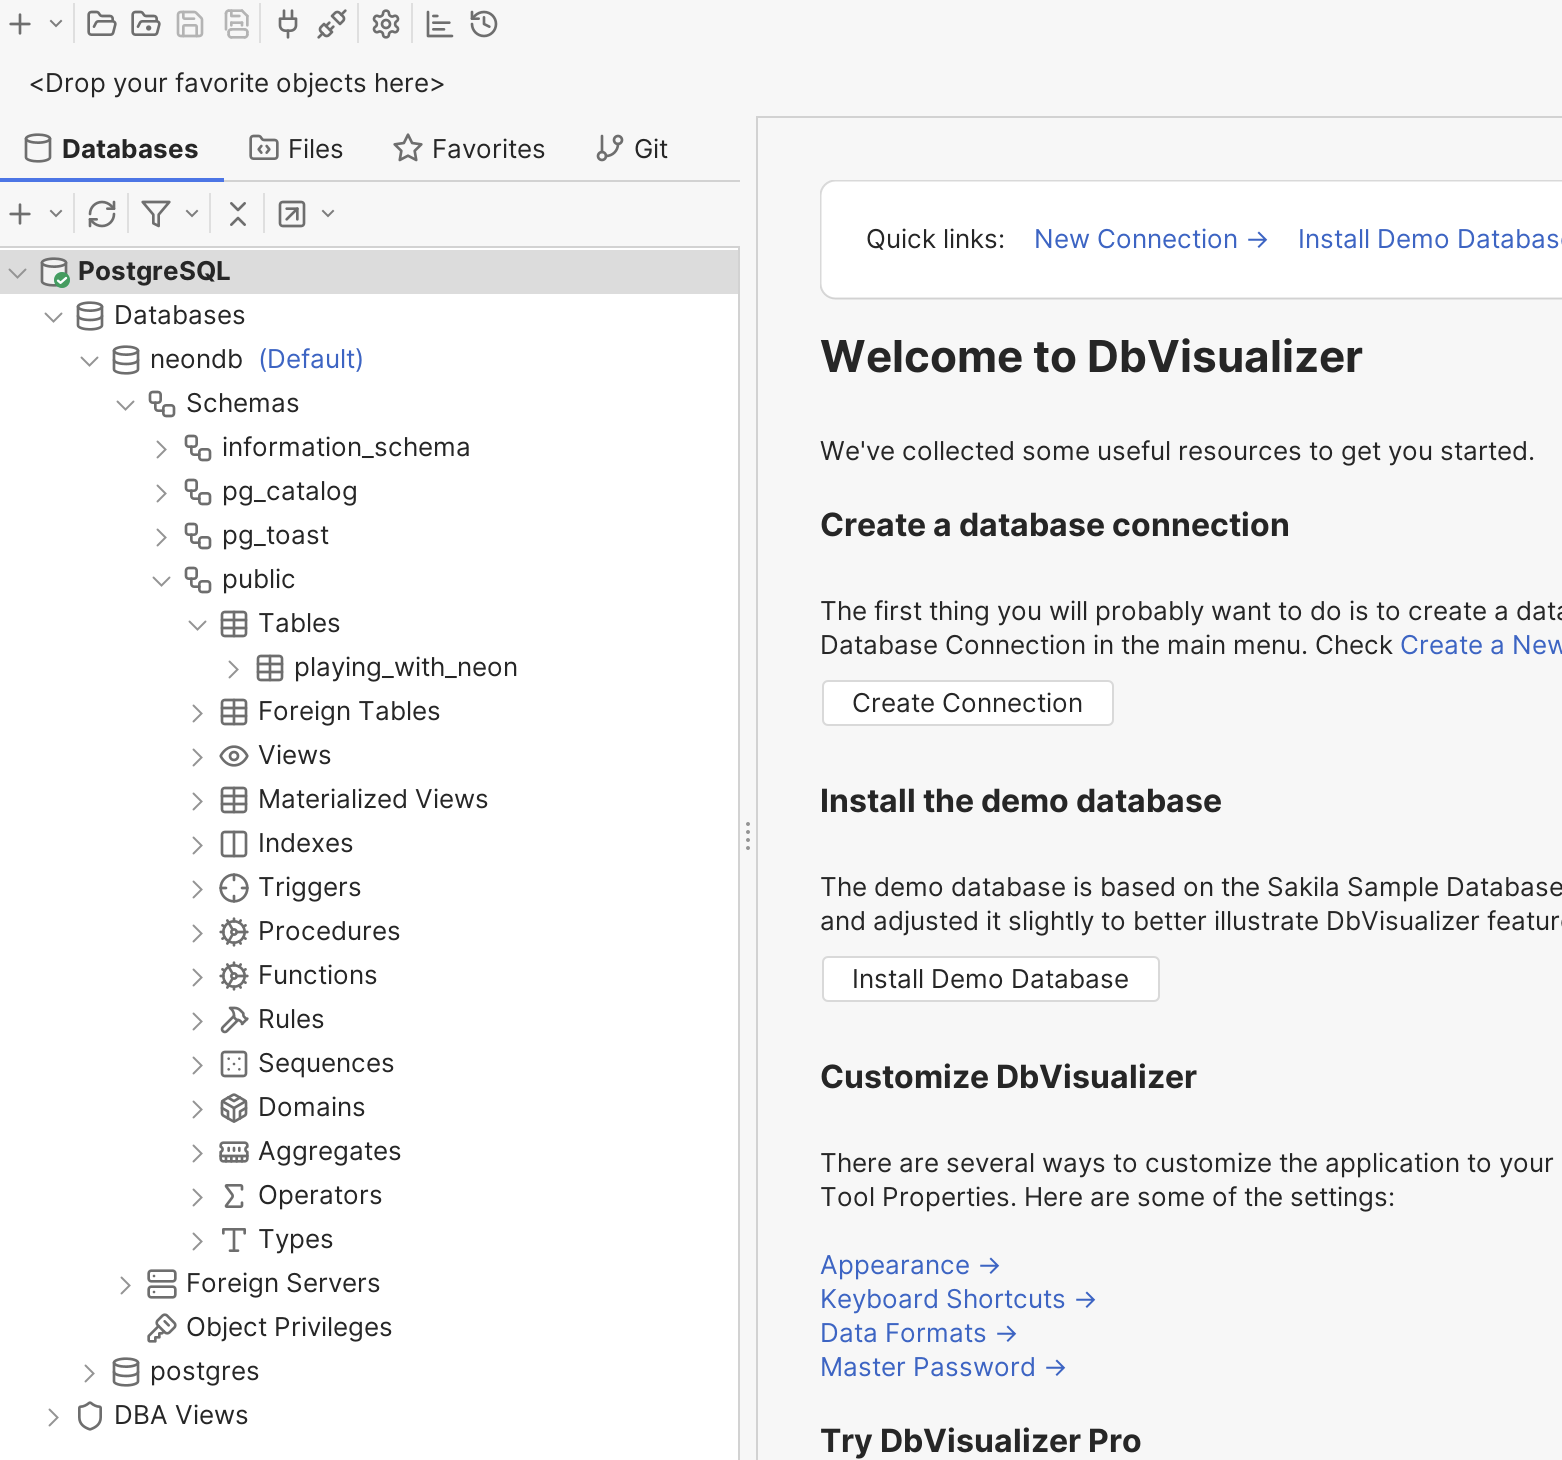 <Drop your favorite objects here>
Databases
Files
Favorites
Git
PostgreSQL
Databases
neondb (Default)
Schemas
information_schema
pg_catalog
pg_toast
public
Tables
playing_with_neon
Foreign Tables
Views
Materialized Views
Indexes
Triggers
Procedures
Functions
Rules
Sequences
Domains
Aggregates
Operators
Types
Foreign Servers
Object Privileges
postgres
DBA Views
Quick links: New Connection → Install Demo Databas
Welcome to DbVisualizer
We've collected some useful resources to get you started.
Create a database connection
The first thing you will probably want to do is to create a data
Database Connection in the main menu. Check Create a New
Create Connection
Install the demo database
The demo database is based on the Sakila Sample Database
and adjusted it slightly to better illustrate DbVisualizer featur
Install Demo Database
Customize DbVisualizer
There are several ways to customize the application to your
Tool Properties. Here are some of the settings:
Appearance →
Keyboard Shortcuts →
Data Formats →
Master Password →
Try DbVisualizer Pro